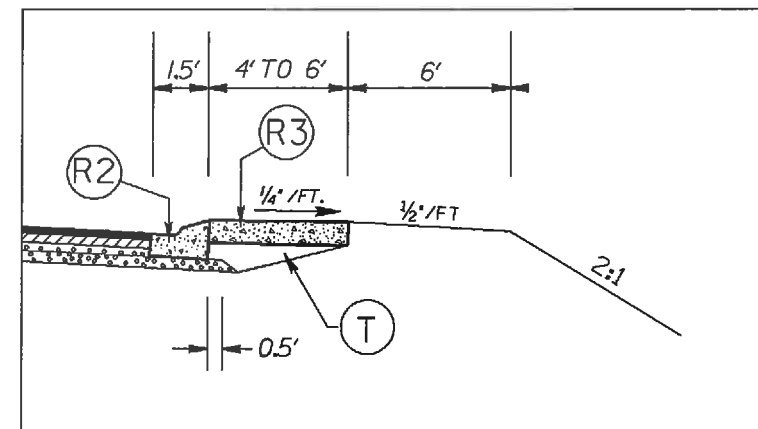 1.5'
4' TO 6'
6'
R2
R3
1/4" /FT.
1/2" /FT
2:1
T
0.5'